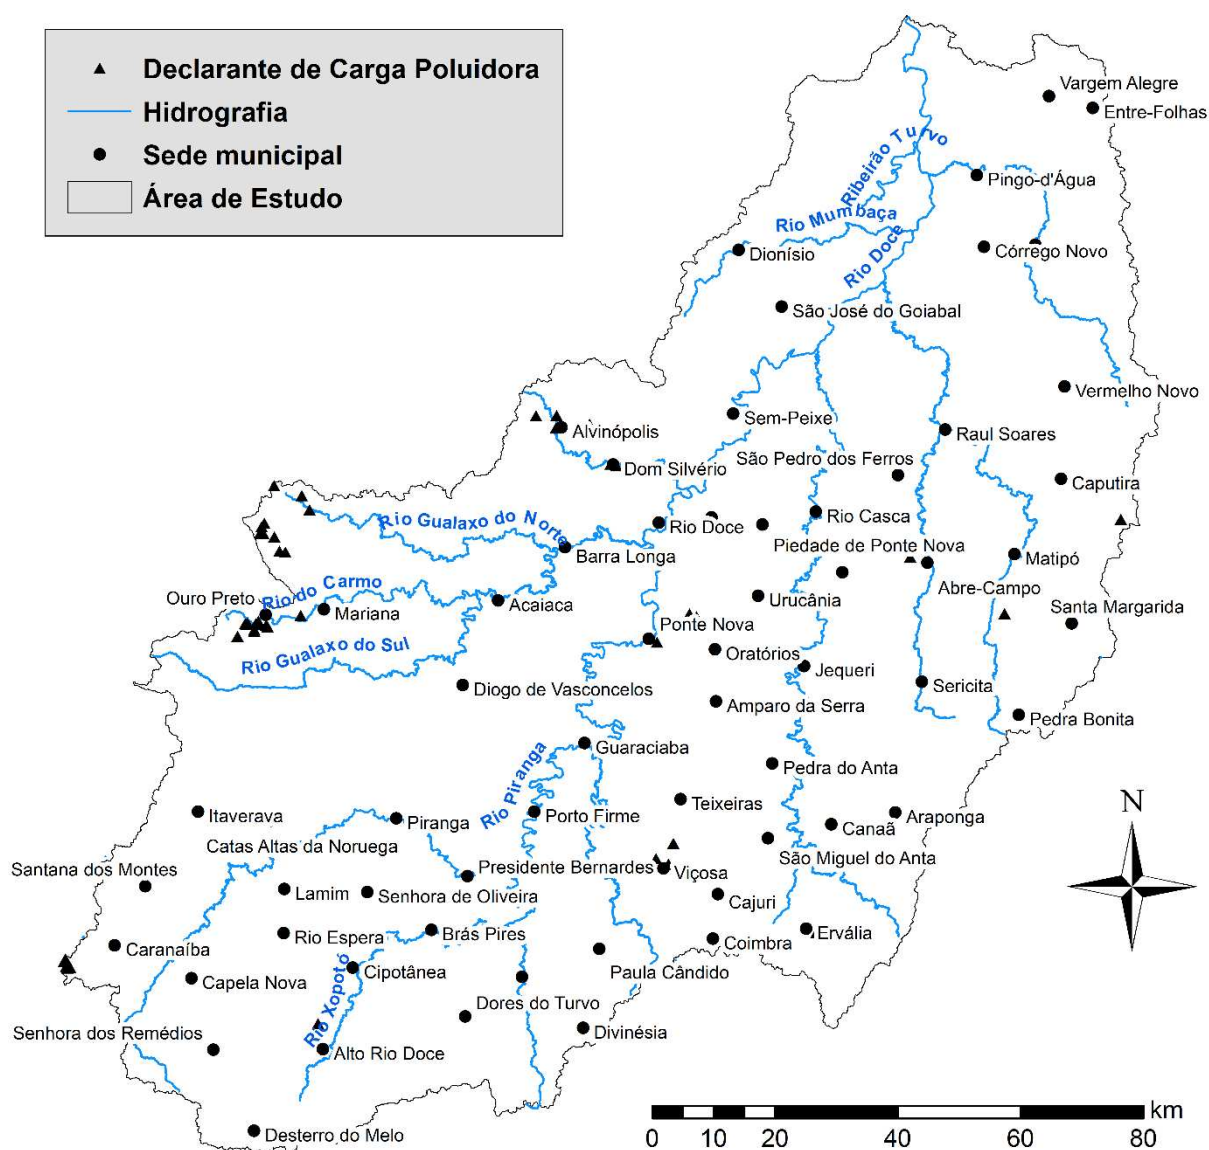 Declarante de Carga Poluidora
Hidrografia
Sede municipal
Área de Estudo
Vargem Alegre
Entre-Folhas
Ribeirão Turvo
Pingo-d'Água
Rio Mumbaça
Rio Doce
Dionísio
Córrego Novo
São José do Goiabal
Vermelho Novo
Sem-Peixe
Alvinópolis
Raul Soares
São Pedro dos Ferros
Dom Silvério
Caputira
Rio Gualaxo do Norte
Rio Doce
Rio Casca
Piedade de Ponte Nova
Barra Longa
Matipó
Rio do Carmo
Abre-Campo
Ouro Preto
Mariana
Acaiaca
Urucânia
Santa Margarida
Ponte Nova
Rio Gualaxo do Sul
Oratórios
Jequeri
Diogo de Vasconcelos
Sericita
Amparo da Serra
Pedra Bonita
Guaraciaba
Rio Piranga
Pedra do Anta
Teixeiras
N
Itaverava
Piranga
Porto Firme
Canaã
Araponga
Catas Altas da Noruega
São Miguel do Anta
Santana dos Montes
Presidente Bernardes
Viçosa
Lamim
Senhora de Oliveira
Cajuri
Rio Espera
Brás Pires
Ervália
Caranaíba
Coimbra
Cipotânea
Paula Cândido
Capela Nova
Rio Xopotó
Dores do Turvo
Senhora dos Remédios
Divinésia
Alto Rio Doce
Desterro do Melo
km
0 10 20 40 60 80